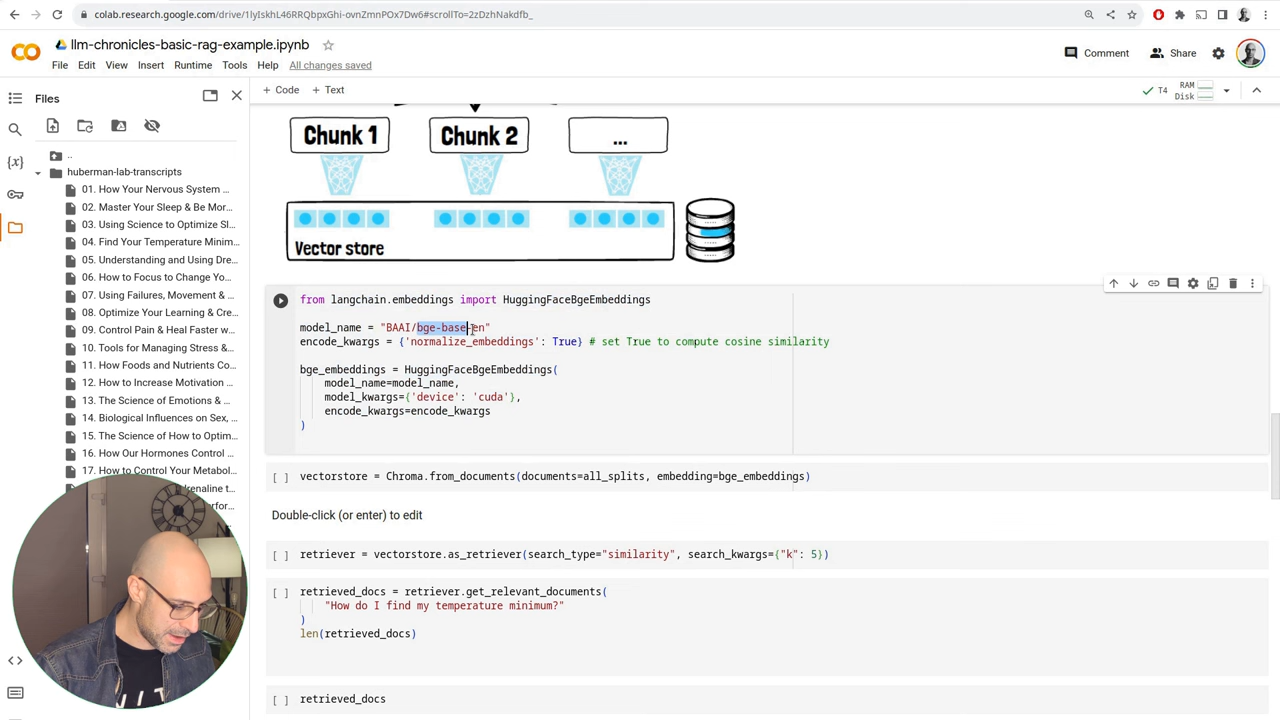 colab.research.google.com/drive/1lyIskhL46RRQbpxGhi-ovnZmnPOx7Dw6#scrollTo=2zDzhNakdfb_
llm-chronicles-basic-rag-example.ipynb
Comment
Share
File Edit View Insert Runtime Tools Help All changes saved
Files
+ Code + Text
T4
RAM
Disk
..
huberman-lab-transcripts
01. How Your Nervous System ...
02. Master Your Sleep & Be Mor...
03. Using Science to Optimize Sl...
04. Find Your Temperature Minim...
05. Understanding and Using Dre...
06. How to Focus to Change Yo...
07. Using Failures, Movement & ...
08. Optimize Your Learning & Cre...
09. Control Pain & Heal Faster w...
10. Tools for Managing Stress &...
11. How Foods and Nutrients Co...
12. How to Increase Motivation ...
13. The Science of Emotions & ...
14. Biological Influences on Sex, ...
15. The Science of How to Optim...
16. How Our Hormones Control ...
17. How to Control Your Metabol...
drenaline t...
erfor...
Chunk 1
Chunk 2
...
Vector store
from langchain.embeddings import HuggingFaceBgeEmbeddings
model_name = "BAAI/bge-base-en"
encode_kwargs = {'normalize_embeddings': True} # set True to compute cosine similarity
bge_embeddings = HuggingFaceBgeEmbeddings(
model_name=model_name,
model_kwargs={'device': 'cuda'},
encode_kwargs=encode_kwargs
)
[ ] vectorstore = Chroma.from_documents(documents=all_splits, embedding=bge_embeddings)
Double-click (or enter) to edit
[ ] retriever = vectorstore.as_retriever(search_type="similarity", search_kwargs={"k": 5})
[ ] retrieved_docs = retriever.get_relevant_documents(
"How do I find my temperature minimum?"
)
len(retrieved_docs)
[ ] retrieved_docs